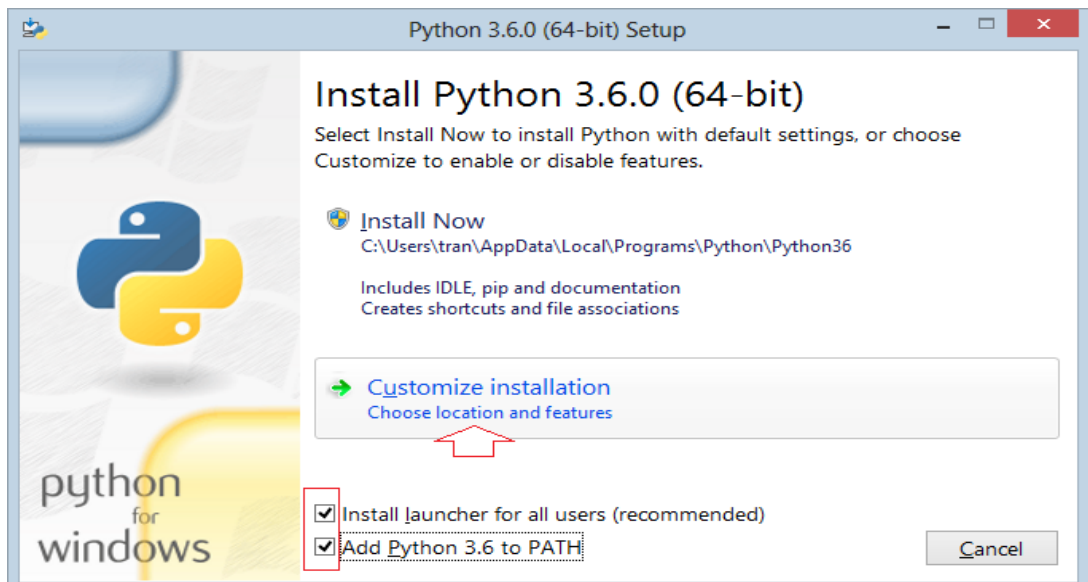 Python 3.6.0 (64-bit) Setup
Install Python 3.6.0 (64-bit)
Select Install Now to install Python with default settings, or choose
Customize to enable or disable features.
Install Now
C:\Users\tran\AppData\Local\Programs\Python\Python36
Includes IDLE, pip and documentation
Creates shortcuts and file associations
Customize installation
Choose location and features
python
for
windows
Install launcher for all users (recommended)
Add Python 3.6 to PATH
Cancel